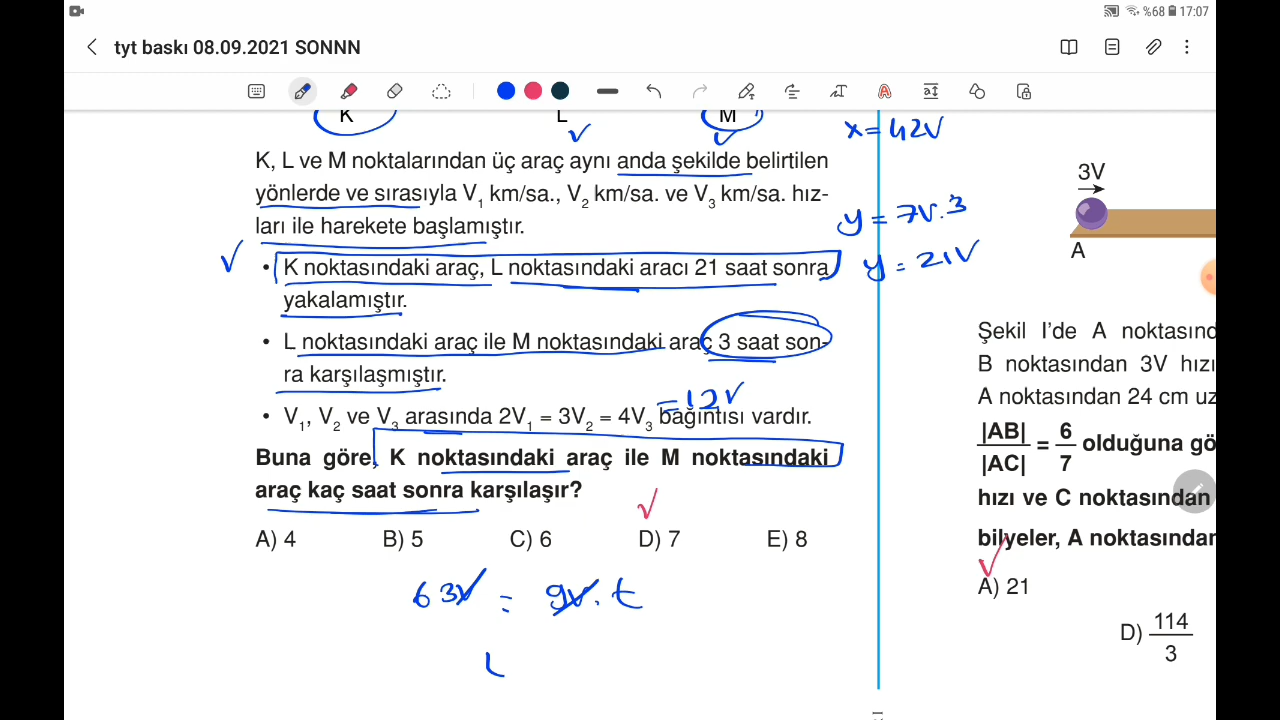 %68 17:07
tyt baskı 08.09.2021 SONNN
K L M
x = 42V
K, L ve M noktalarından üç araç aynı anda şekilde belirtilen
yönlerde ve sırasıyla V₁ km/sa., V₂ km/sa. ve V₃ km/sa. hız-
ları ile harekete başlamıştır.
y = 7V.3
y = 21V
• K noktasındaki araç, L noktasındaki aracı 21 saat sonra
yakalamıştır.
• L noktasındaki araç ile M noktasındaki araç 3 saat son-
ra karşılaşmıştır.
= 12V
• V₁, V₂ ve V₃ arasında 2V₁ = 3V₂ = 4V₃ bağıntısı vardır.
Buna göre, K noktasındaki araç ile M noktasındaki
araç kaç saat sonra karşılaşır?
A) 4 B) 5 C) 6 D) 7 E) 8
63V = 9V.t
3V
A
Şekil I'de A noktasınd
B noktasından 3V hızı
A noktasından 24 cm uz
|AB| / |AC| = 6/7 olduğuna gö
hızı ve C noktasından
bilyeler, A noktasından
A) 21
D) 114/3